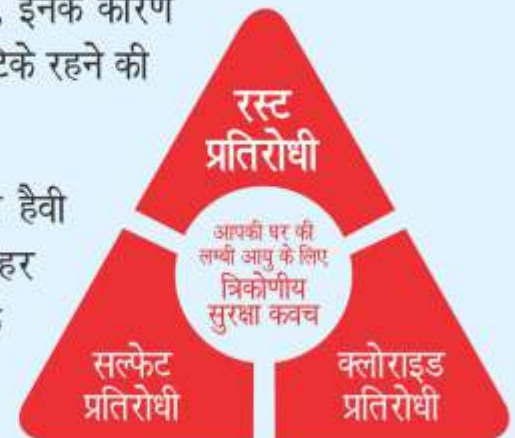 इनके कारण
टिके रहने की
हैवी
हर
रस्ट
प्रतिरोधी
आपकी घर की
लम्बी आयु के लिए
त्रिकोणीय
सुरक्षा कवच
सल्फेट
प्रतिरोधी
क्लोराइड
प्रतिरोधी